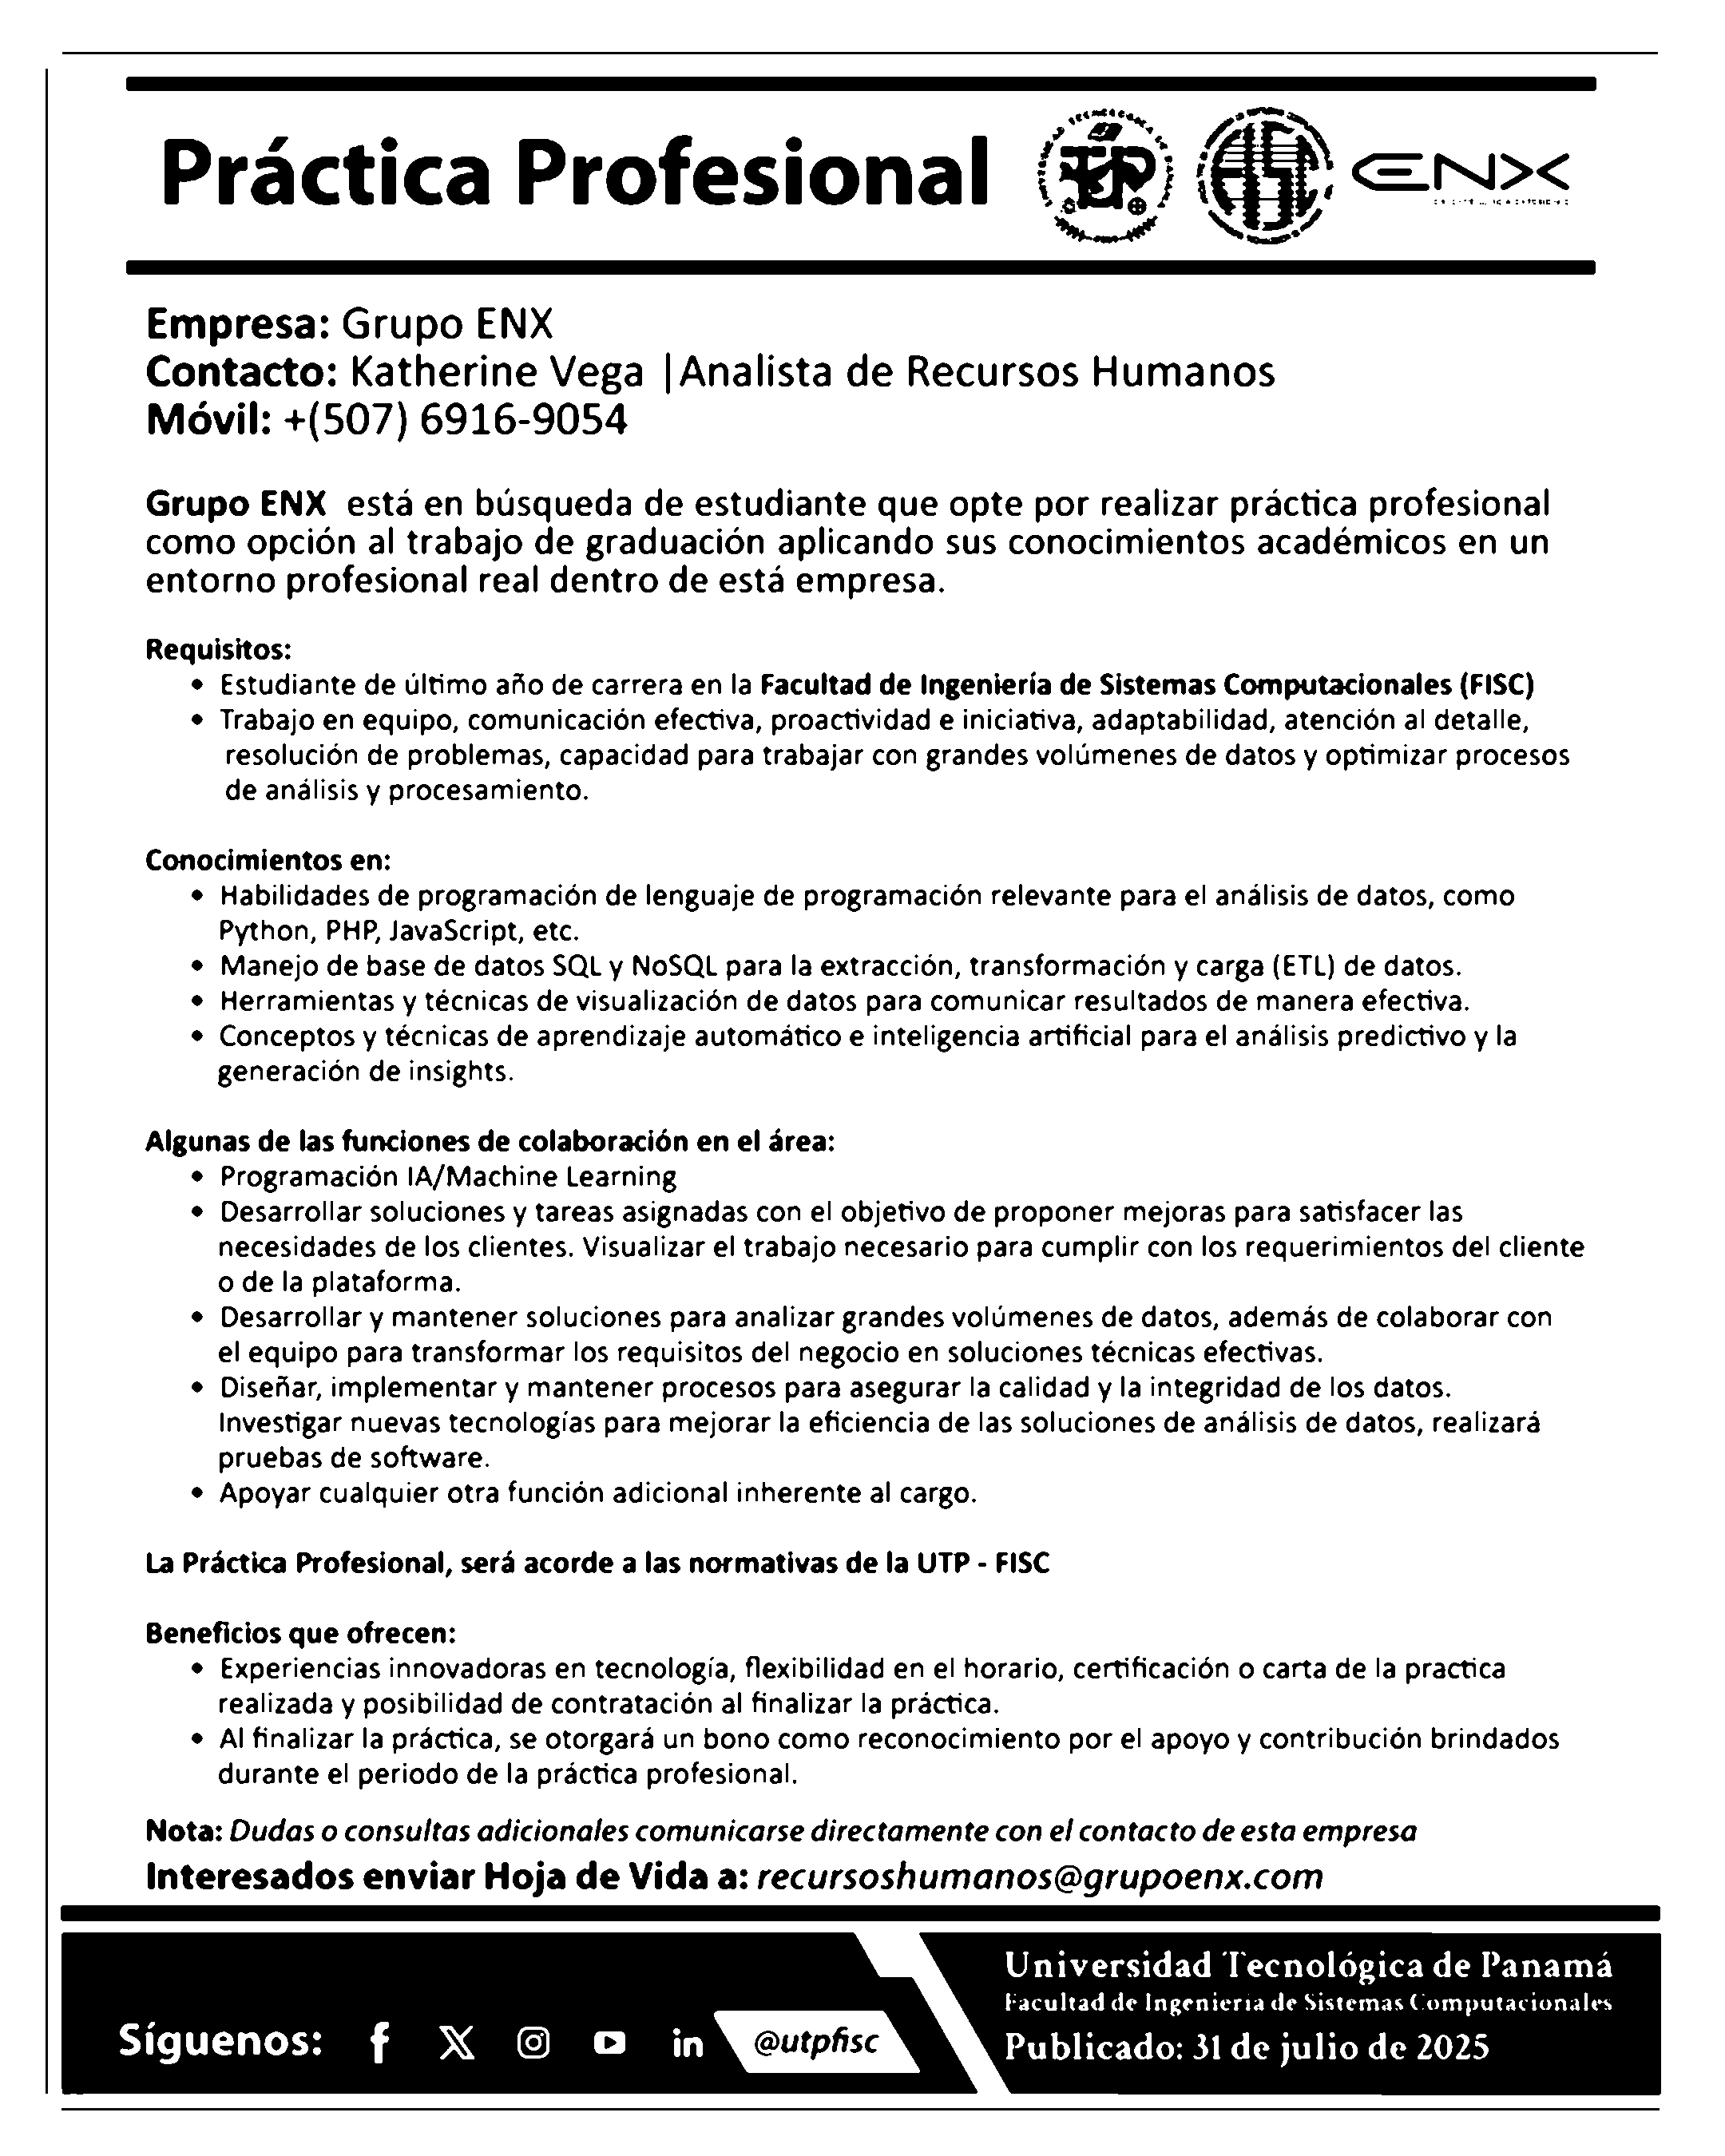 Práctica Profesional
ENX
Empresa: Grupo ENX
Contacto: Katherine Vega |Analista de Recursos Humanos
Móvil: +(507) 6916-9054
Grupo ENX está en búsqueda de estudiante que opte por realizar práctica profesional
como opción al trabajo de graduación aplicando sus conocimientos académicos en un
entorno profesional real dentro de está empresa.
Requisitos:
• Estudiante de último año de carrera en la Facultad de Ingeniería de Sistemas Computacionales (FISC)
• Trabajo en equipo, comunicación efectiva, proactividad e iniciativa, adaptabilidad, atención al detalle,
resolución de problemas, capacidad para trabajar con grandes volúmenes de datos y optimizar procesos
de análisis y procesamiento.
Conocimientos en:
• Habilidades de programación de lenguaje de programación relevante para el análisis de datos, como
Python, PHP, JavaScript, etc.
• Manejo de base de datos SQL y NoSQL para la extracción, transformación y carga (ETL) de datos.
• Herramientas y técnicas de visualización de datos para comunicar resultados de manera efectiva.
• Conceptos y técnicas de aprendizaje automático e inteligencia artificial para el análisis predictivo y la
generación de insights.
Algunas de las funciones de colaboración en el área:
• Programación IA/Machine Learning
• Desarrollar soluciones y tareas asignadas con el objetivo de proponer mejoras para satisfacer las
necesidades de los clientes. Visualizar el trabajo necesario para cumplir con los requerimientos del cliente
o de la plataforma.
• Desarrollar y mantener soluciones para analizar grandes volúmenes de datos, además de colaborar con
el equipo para transformar los requisitos del negocio en soluciones técnicas efectivas.
• Diseñar, implementar y mantener procesos para asegurar la calidad y la integridad de los datos.
Investigar nuevas tecnologías para mejorar la eficiencia de las soluciones de análisis de datos, realizará
pruebas de software.
• Apoyar cualquier otra función adicional inherente al cargo.
La Práctica Profesional, será acorde a las normativas de la UTP - FISC
Beneficios que ofrecen:
• Experiencias innovadoras en tecnología, flexibilidad en el horario, certificación o carta de la practica
realizada y posibilidad de contratación al finalizar la práctica.
• Al finalizar la práctica, se otorgará un bono como reconocimiento por el apoyo y contribución brindados
durante el periodo de la práctica profesional.
Nota: Dudas o consultas adicionales comunicarse directamente con el contacto de esta empresa
Interesados enviar Hoja de Vida a: recursoshumanos@grupoenx.com
Síguenos: @utpfisc
Universidad Tecnológica de Panamá
Facultad de Ingeniería de Sistemas Computacionales
Publicado: 31 de julio de 2025